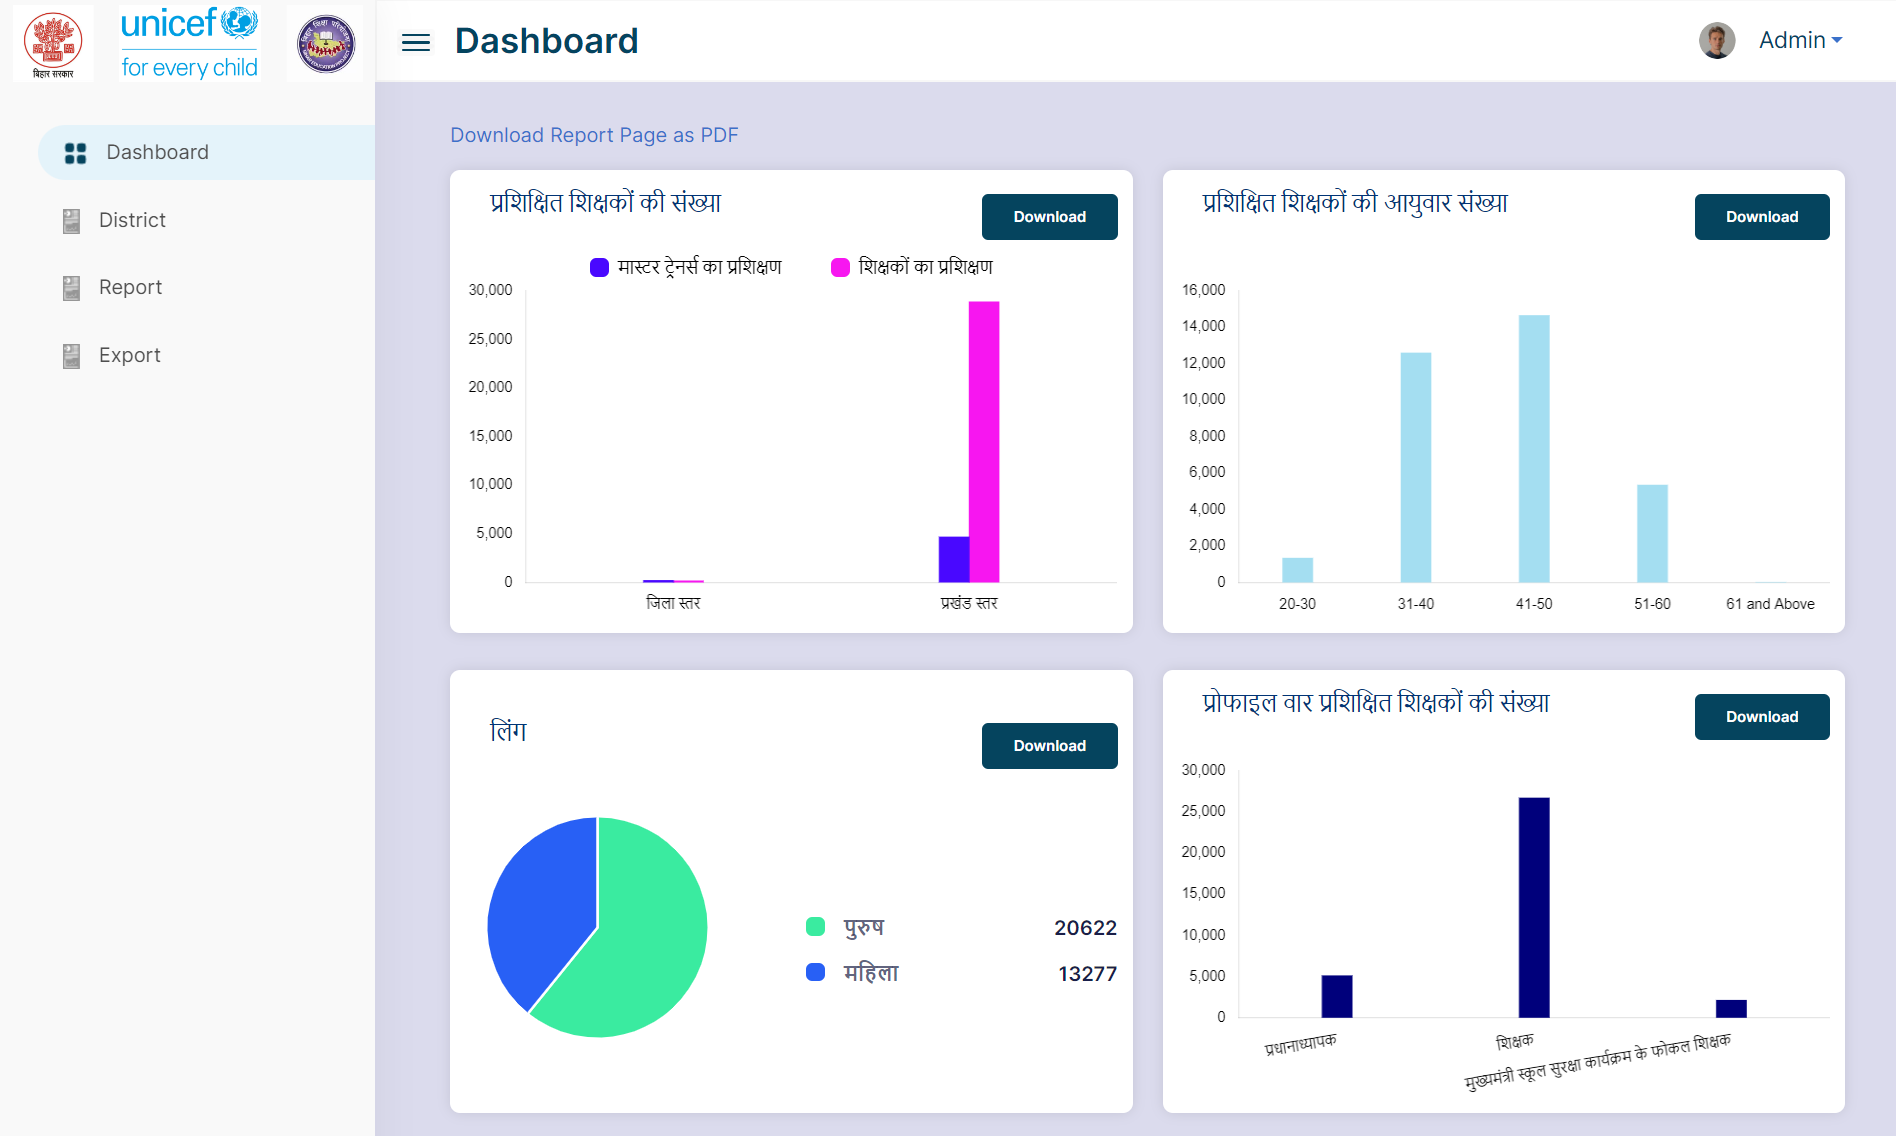 बिहार सरकार
unicef
for every child
Dashboard
Admin
Dashboard
District
Report
Export
Download Report Page as PDF
प्रशिक्षित शिक्षकों की संख्या
Download
मास्टर ट्रेनर्स का प्रशिक्षण
शिक्षकों का प्रशिक्षण
30,000
25,000
20,000
15,000
10,000
5,000
0
जिला स्तर
प्रखंड स्तर
प्रशिक्षित शिक्षकों की आयुवार संख्या
Download
16,000
14,000
12,000
10,000
8,000
6,000
4,000
2,000
0
20-30
31-40
41-50
51-60
61 and Above
लिंग
Download
पुरुष 20622
महिला 13277
प्रोफाइल वार प्रशिक्षित शिक्षकों की संख्या
Download
30,000
25,000
20,000
15,000
10,000
5,000
0
प्रधानाध्यापक
शिक्षक
मुख्यमंत्री स्कूल सुरक्षा कार्यक्रम के फोकल शिक्षक